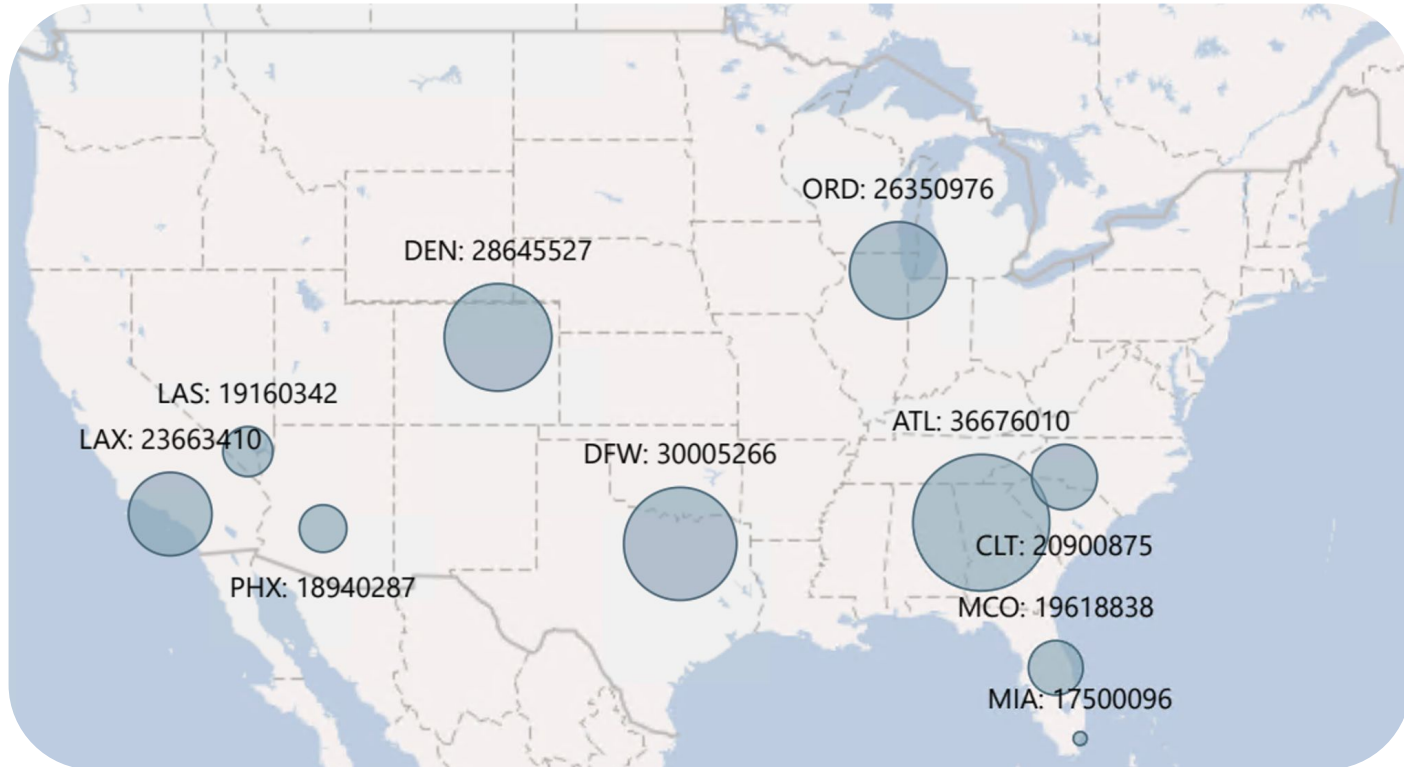 ORD: 26350976
DEN: 28645527
LAS: 19160342
ATL: 36676010
LAX: 23663410
DFW: 30005266
CLT: 20900875
PHX: 18940287
MCO: 19618838
MIA: 17500096